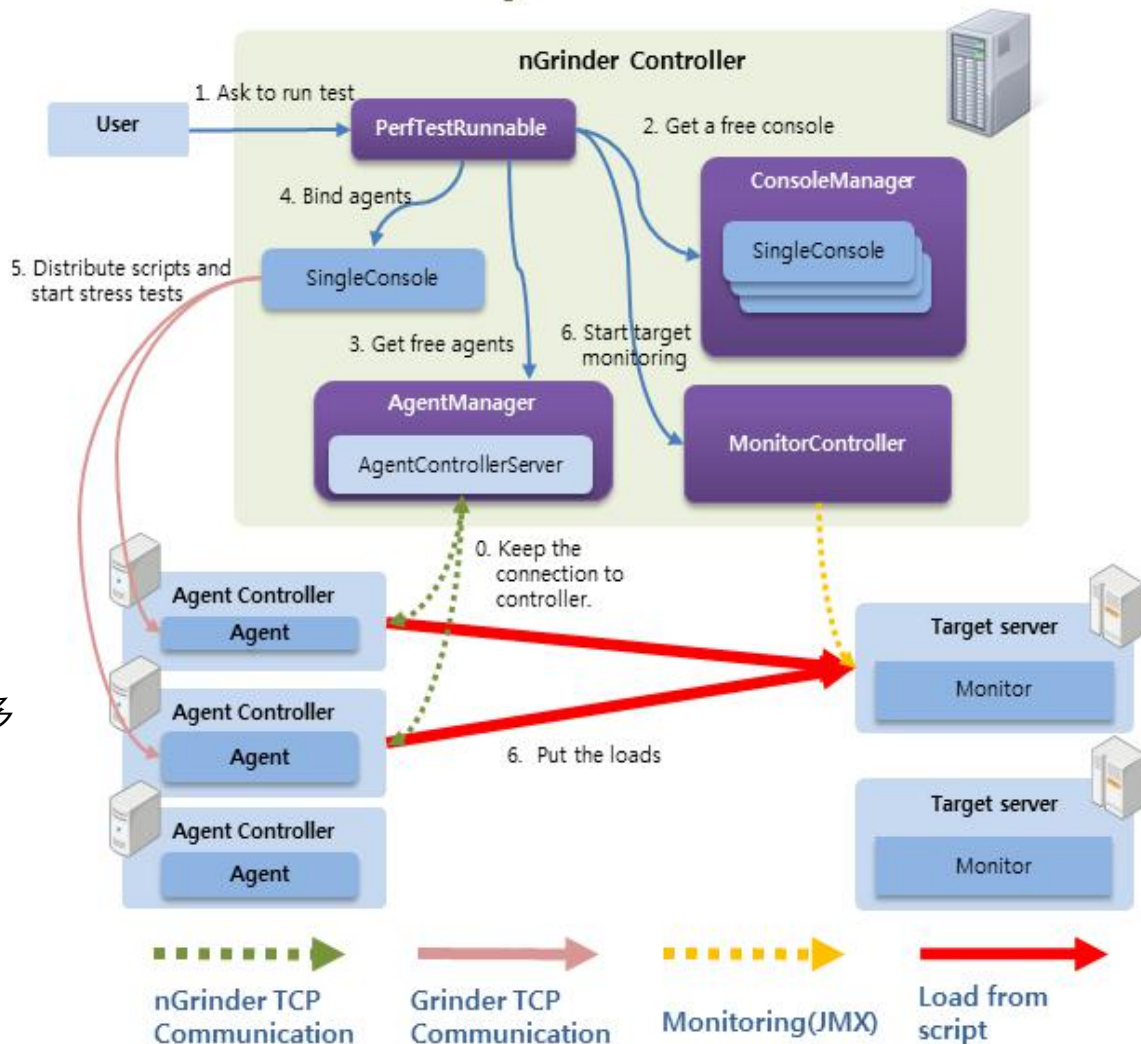 nGrinder Controller
1. Ask to run test
User
PerfTestRunnable
2. Get a free console
ConsoleManager
SingleConsole
4. Bind agents
5. Distribute scripts and
start stress tests
SingleConsole
3. Get free agents
6. Start target
monitoring
AgentManager
AgentControllerServer
MonitorController
0. Keep the
connection to
controller.
Agent Controller
Agent
Agent Controller
Agent
Agent Controller
Agent
6. Put the loads
Target server
Monitor
Target server
Monitor
nGrinder TCP
Communication
Grinder TCP
Communication
Monitoring(JMX)
Load from
script